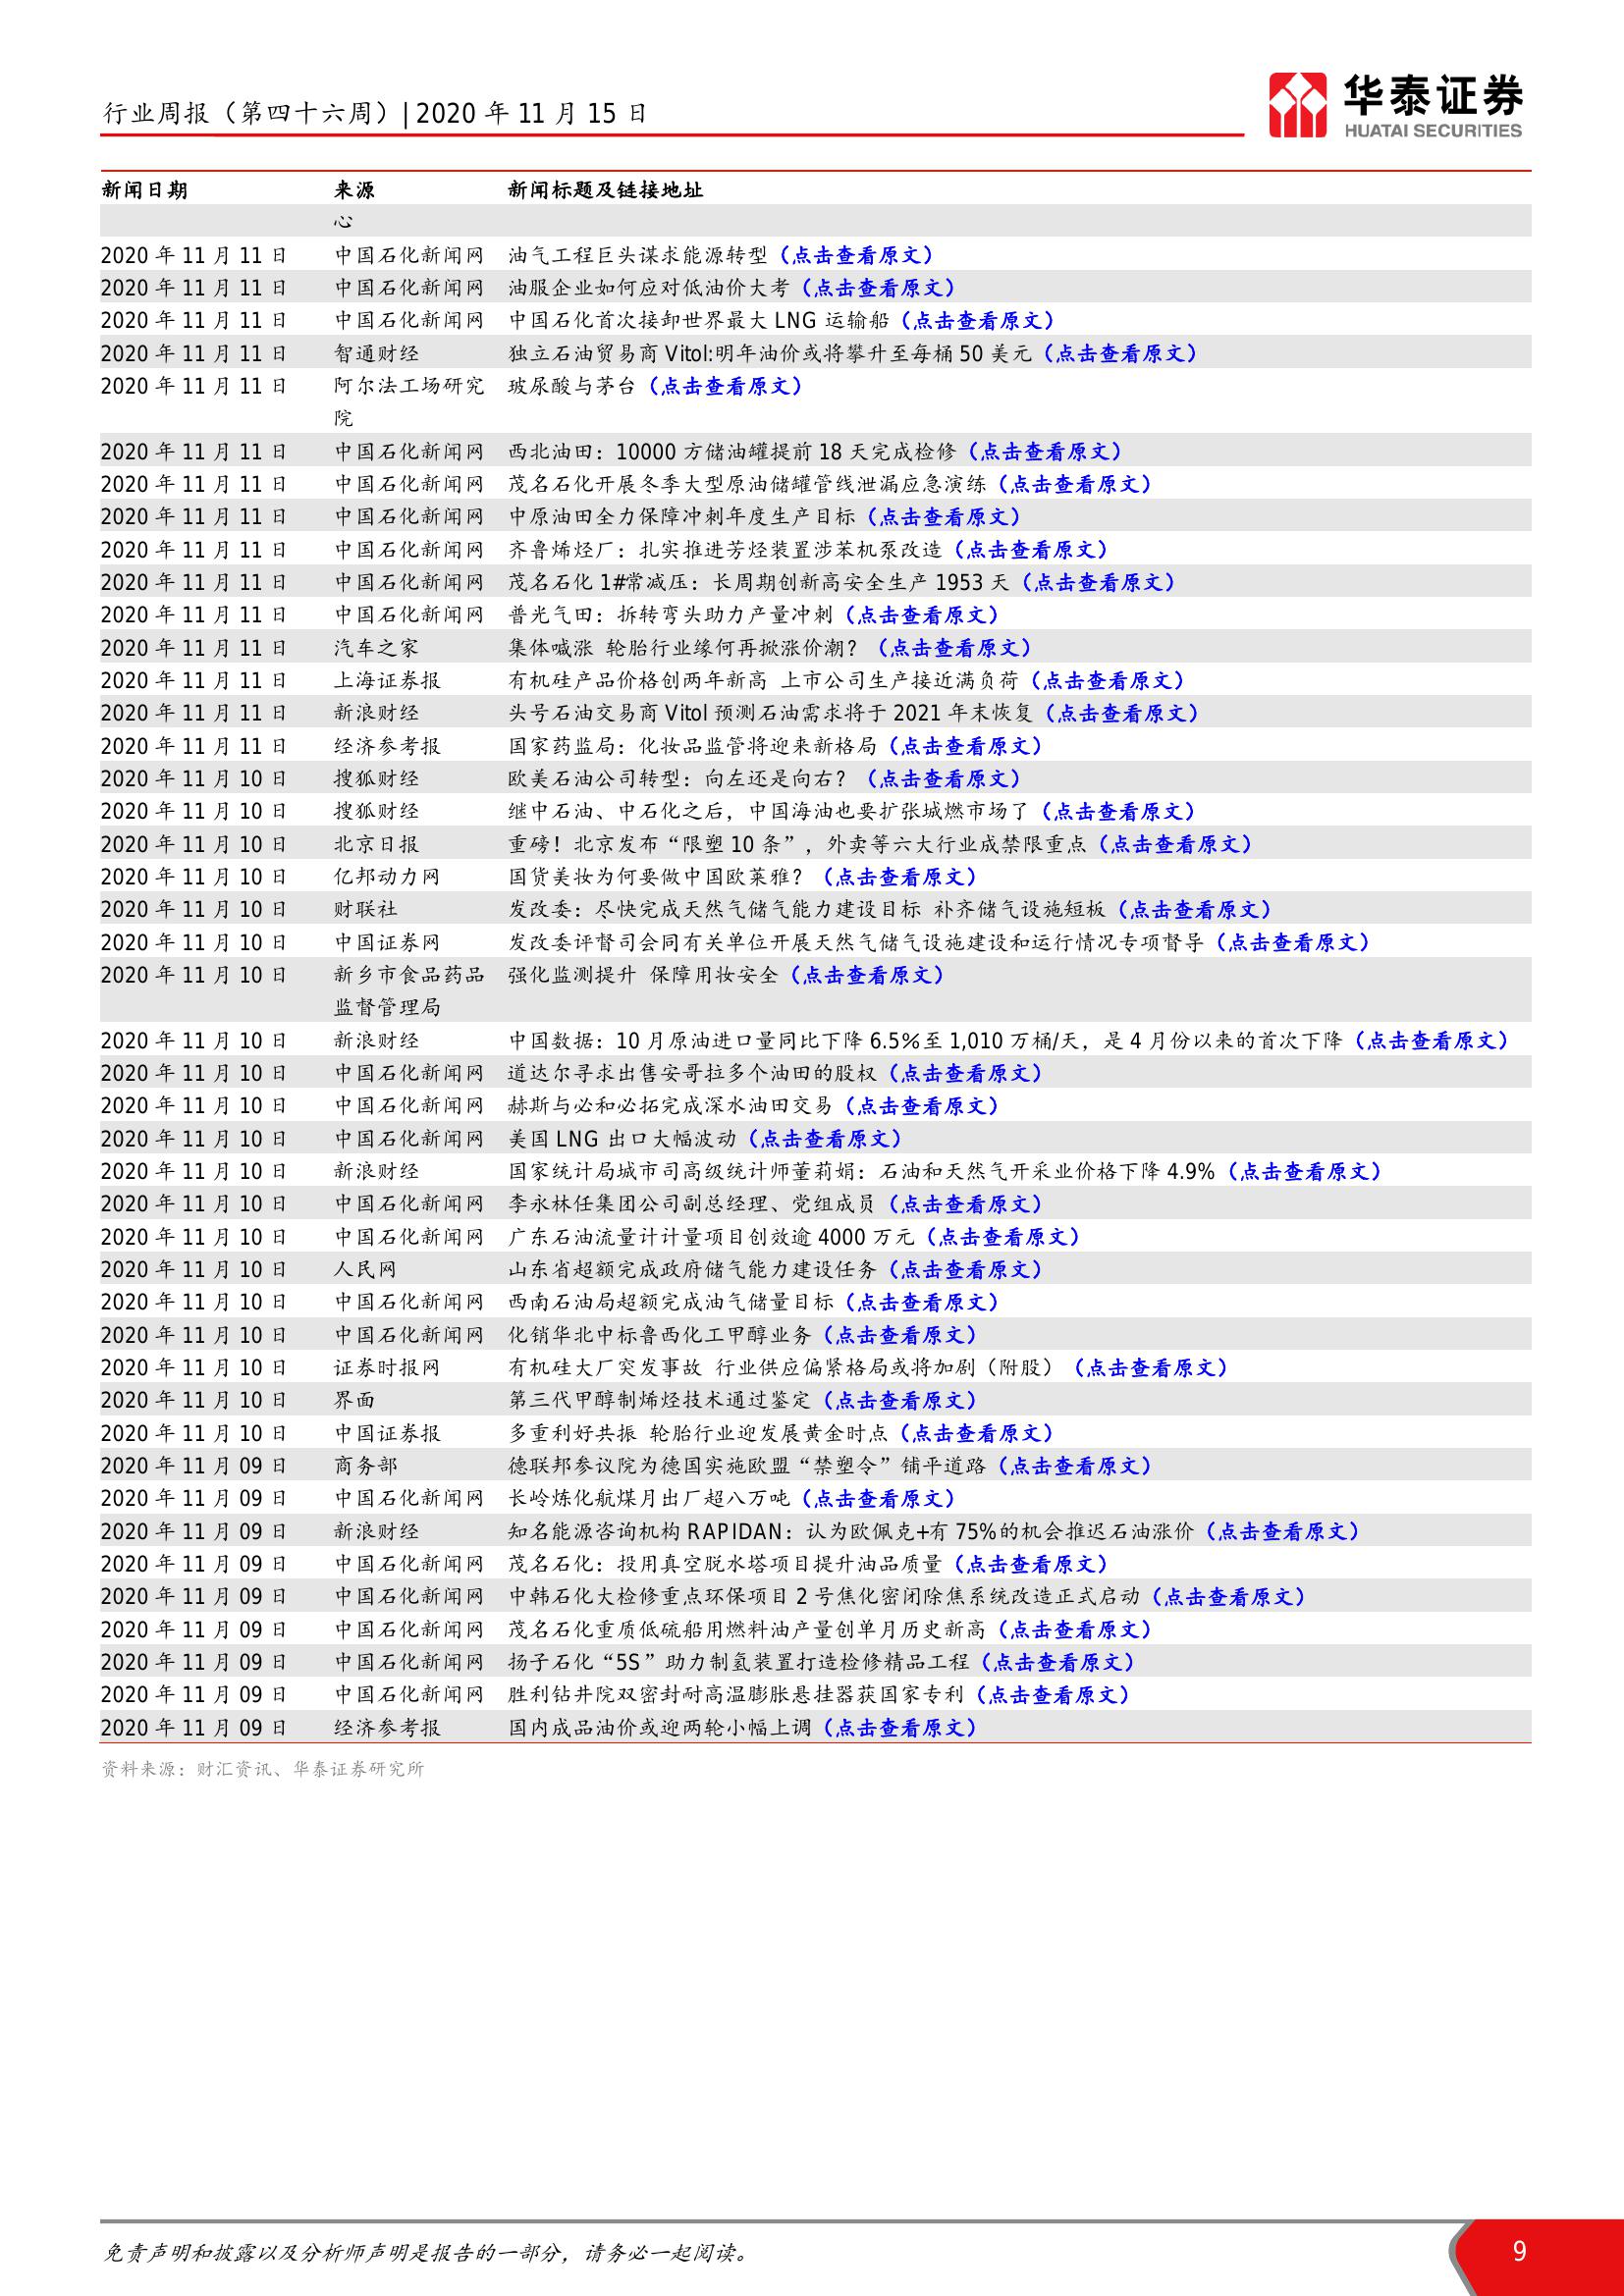 行业周报（第四十六周）| 2020 年 11 月 15 日
华泰证券
HUATAI SECURITIES
新闻日期 来源 新闻标题及链接地址
心
2020 年 11 月 11 日 中国石化新闻网 油气工程巨头谋求能源转型（点击查看原文）
2020 年 11 月 11 日 中国石化新闻网 油服企业如何应对低油价大考（点击查看原文）
2020 年 11 月 11 日 中国石化新闻网 中国石化首次接卸世界最大 LNG 运输船（点击查看原文）
2020 年 11 月 11 日 智通财经 独立石油贸易商 Vitol:明年油价或将攀升至每桶 50 美元（点击查看原文）
2020 年 11 月 11 日 阿尔法工场研究 玻尿酸与茅台（点击查看原文）
院
2020 年 11 月 11 日 中国石化新闻网 西北油田：10000 方储油罐提前 18 天完成检修（点击查看原文）
2020 年 11 月 11 日 中国石化新闻网 茂名石化开展冬季大型原油储罐管线泄漏应急演练（点击查看原文）
2020 年 11 月 11 日 中国石化新闻网 中原油田全力保障冲刺年度生产目标（点击查看原文）
2020 年 11 月 11 日 中国石化新闻网 齐鲁烯烃厂：扎实推进芳烃装置涉苯机泵改造（点击查看原文）
2020 年 11 月 11 日 中国石化新闻网 茂名石化 1#常减压：长周期创新高安全生产 1953 天（点击查看原文）
2020 年 11 月 11 日 中国石化新闻网 普光气田：拆转弯头助力产量冲刺（点击查看原文）
2020 年 11 月 11 日 汽车之家 集体喊涨 轮胎行业缘何再掀涨价潮？（点击查看原文）
2020 年 11 月 11 日 上海证券报 有机硅产品价格创两年新高 上市公司生产接近满负荷（点击查看原文）
2020 年 11 月 11 日 新浪财经 头号石油交易商 Vitol 预测石油需求将于 2021 年末恢复（点击查看原文）
2020 年 11 月 11 日 经济参考报 国家药监局：化妆品监管将迎来新格局（点击查看原文）
2020 年 11 月 10 日 搜狐财经 欧美石油公司转型：向左还是向右？（点击查看原文）
2020 年 11 月 10 日 搜狐财经 继中石油、中石化之后，中国海油也要扩张城燃市场了（点击查看原文）
2020 年 11 月 10 日 北京日报 重磅！北京发布“限塑 10 条”，外卖等六大行业成禁限重点（点击查看原文）
2020 年 11 月 10 日 亿邦动力网 国货美妆为何要做中国欧莱雅？（点击查看原文）
2020 年 11 月 10 日 财联社 发改委：尽快完成天然气储气能力建设目标 补齐储气设施短板（点击查看原文）
2020 年 11 月 10 日 中国证券网 发改委评督司会同有关单位开展天然气储气设施建设和运行情况专项督导（点击查看原文）
2020 年 11 月 10 日 新乡市食品药品 强化监测提升 保障用妆安全（点击查看原文）
监督管理局
2020 年 11 月 10 日 新浪财经 中国数据：10 月原油进口量同比下降 6.5%至 1,010 万桶/天，是 4 月份以来的首次下降（点击查看原文）
2020 年 11 月 10 日 中国石化新闻网 道达尔寻求出售安哥拉多个油田的股权（点击查看原文）
2020 年 11 月 10 日 中国石化新闻网 赫斯与必和必拓完成深水油田交易（点击查看原文）
2020 年 11 月 10 日 中国石化新闻网 美国 LNG 出口大幅波动（点击查看原文）
2020 年 11 月 10 日 新浪财经 国家统计局城市司高级统计师董莉娟：石油和天然气开采业价格下降 4.9%（点击查看原文）
2020 年 11 月 10 日 中国石化新闻网 李永林任集团公司副总经理、党组成员（点击查看原文）
2020 年 11 月 10 日 中国石化新闻网 广东石油流量计计量项目创效逾 4000 万元（点击查看原文）
2020 年 11 月 10 日 人民网 山东省超额完成政府储气能力建设任务（点击查看原文）
2020 年 11 月 10 日 中国石化新闻网 西南石油局超额完成油气储量目标（点击查看原文）
2020 年 11 月 10 日 中国石化新闻网 化销华北中标鲁西化工甲醇业务（点击查看原文）
2020 年 11 月 10 日 证券时报网 有机硅大厂突发事故 行业供应偏紧格局或将加剧（附股）（点击查看原文）
2020 年 11 月 10 日 界面 第三代甲醇制烯烃技术通过鉴定（点击查看原文）
2020 年 11 月 10 日 中国证券报 多重利好共振 轮胎行业迎发展黄金时点（点击查看原文）
2020 年 11 月 09 日 商务部 德联邦参议院为德国实施欧盟“禁塑令”铺平道路（点击查看原文）
2020 年 11 月 09 日 中国石化新闻网 长岭炼化航煤月出厂超八万吨（点击查看原文）
2020 年 11 月 09 日 新浪财经 知名能源咨询机构 RAPIDAN：认为欧佩克+有 75%的机会推迟石油涨价（点击查看原文）
2020 年 11 月 09 日 中国石化新闻网 茂名石化：投用真空脱水塔项目提升油品质量（点击查看原文）
2020 年 11 月 09 日 中国石化新闻网 中韩石化大检修重点环保项目 2 号焦化密闭除焦系统改造正式启动（点击查看原文）
2020 年 11 月 09 日 中国石化新闻网 茂名石化重质低硫船用燃料油产量创单月历史新高（点击查看原文）
2020 年 11 月 09 日 中国石化新闻网 扬子石化“5S”助力制氢装置打造检修精品工程（点击查看原文）
2020 年 11 月 09 日 中国石化新闻网 胜利钻井院双密封耐高温膨胀悬挂器获国家专利（点击查看原文）
2020 年 11 月 09 日 经济参考报 国内成品油价或迎两轮小幅上调（点击查看原文）
资料来源：财汇资讯、华泰证券研究所
免责声明和披露以及分析师声明是报告的一部分，请务必一起阅读。
9